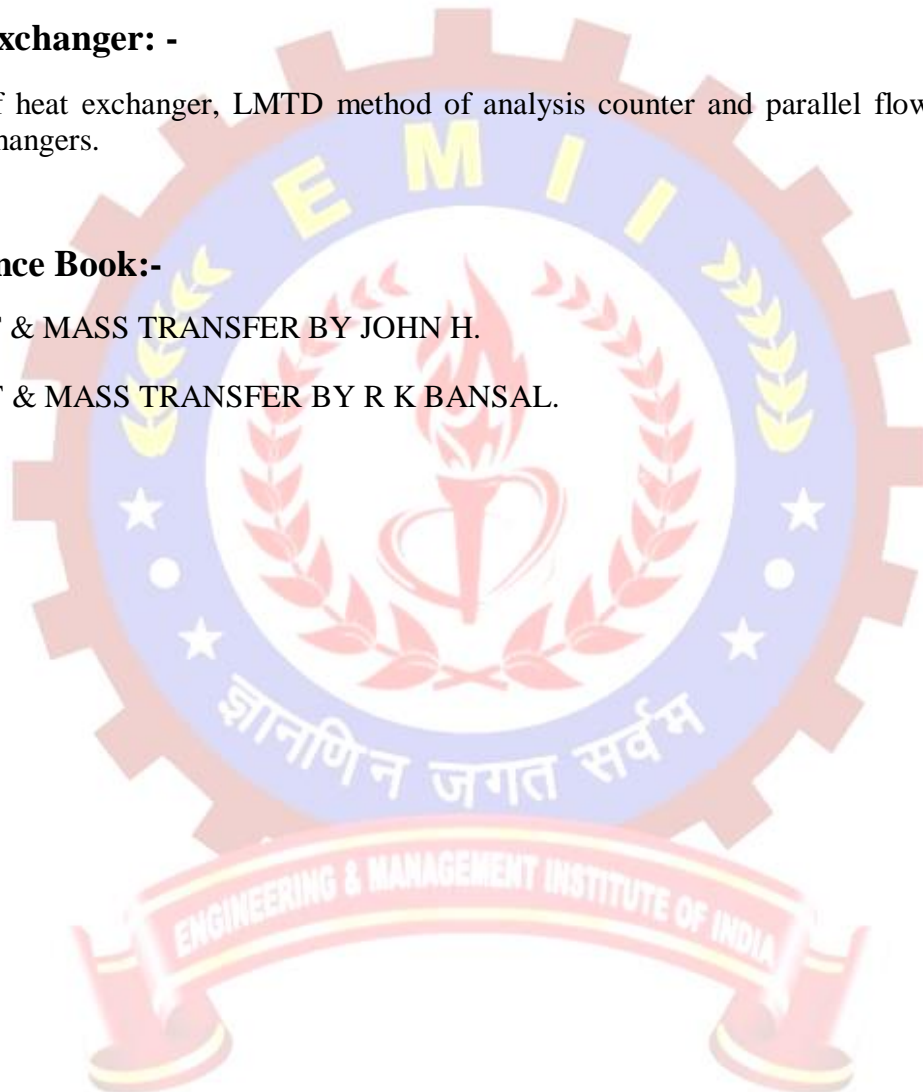 xchanger: -
f heat exchanger, LMTD method of analysis counter and parallel flow
hangers.
nce Book:-
& MASS TRANSFER BY JOHN H.
& MASS TRANSFER BY R K BANSAL.
E M I I
ज्ञानणिन जगत सर्वम
ENGINEERING & MANAGEMENT INSTITUTE OF INDIA